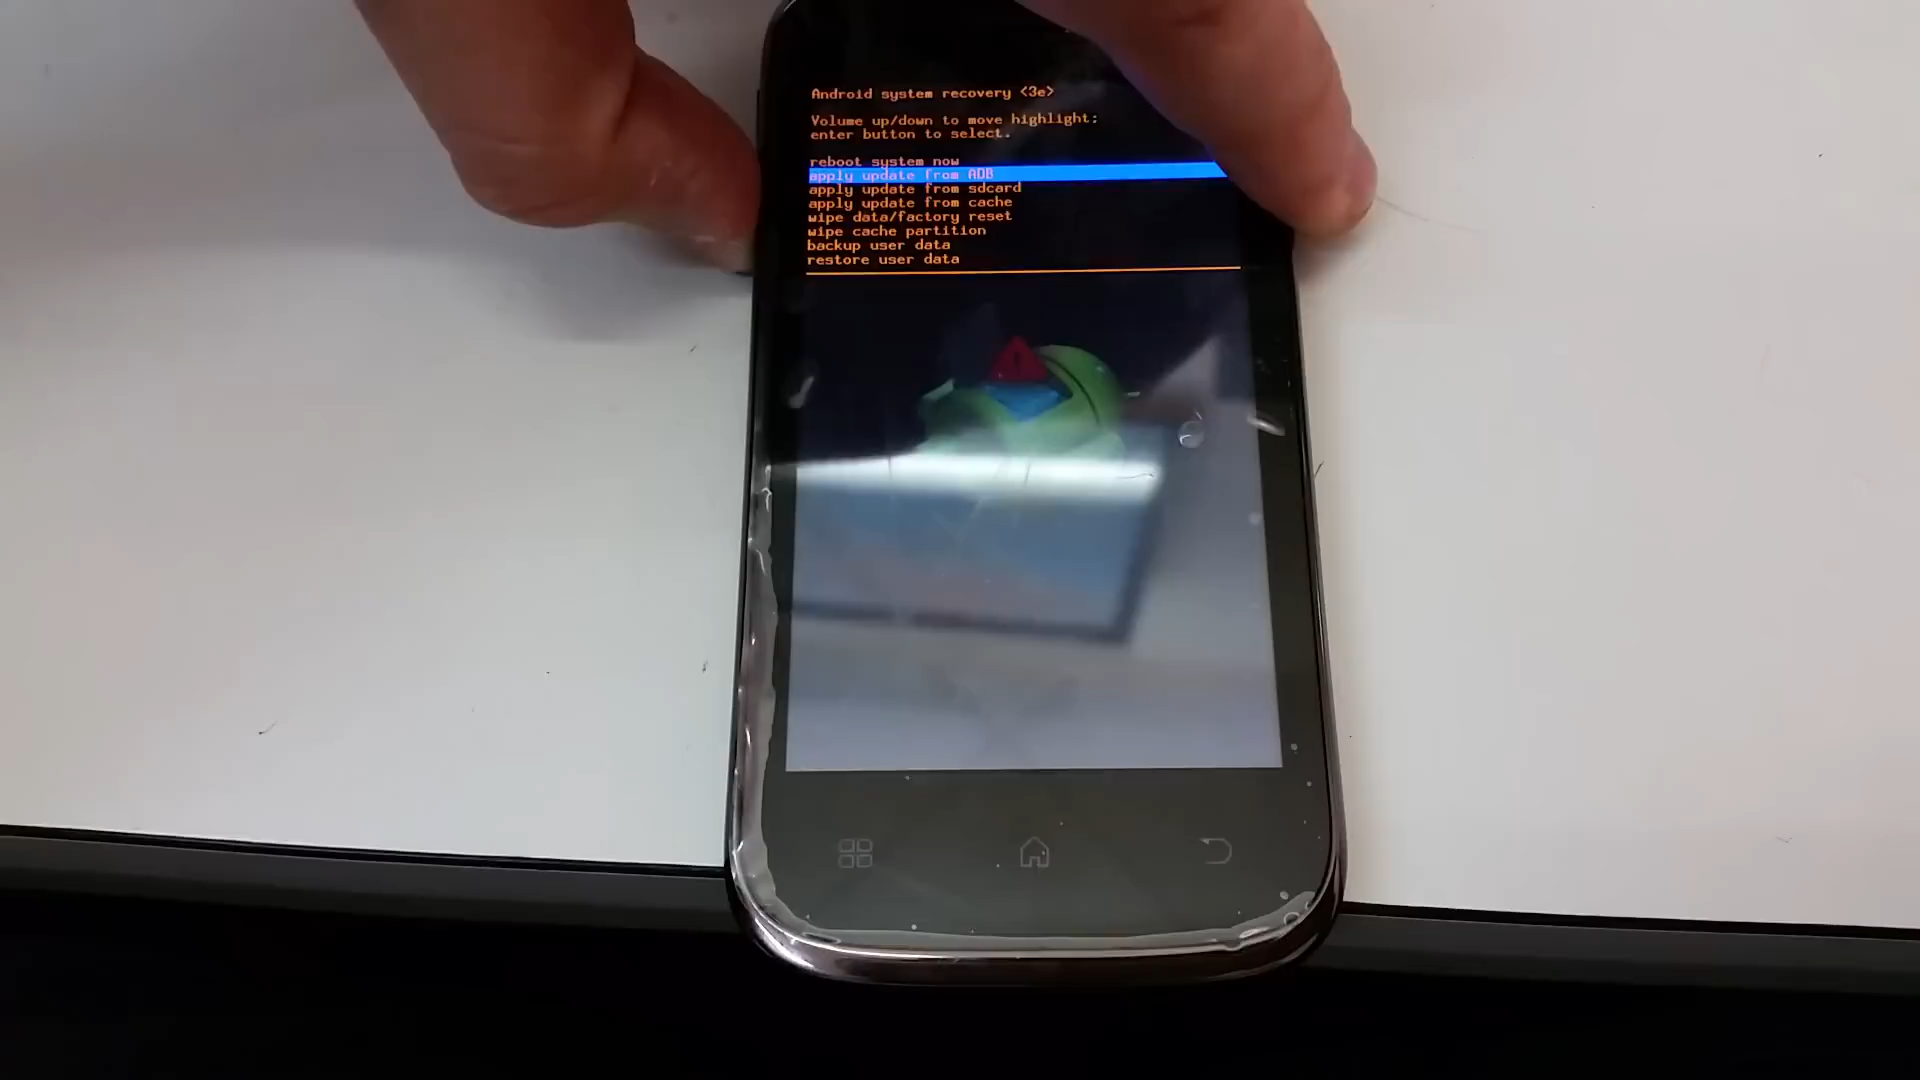 Android system recovery <3e>
Volume up/down to move highlight;
enter button to select.
reboot system now
apply update from ADB
apply update from sdcard
apply update from cache
wipe data/factory reset
wipe cache partition
backup user data
restore user data